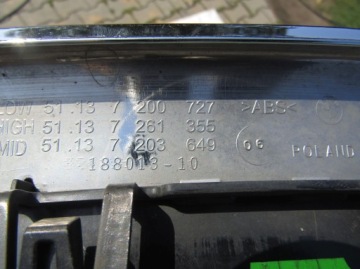 LOW 51.13 7 200 727 >ABS<
HIGH 51.13 7 261 355
MID 51.13 7 203 649 06 POLAND
188013-10